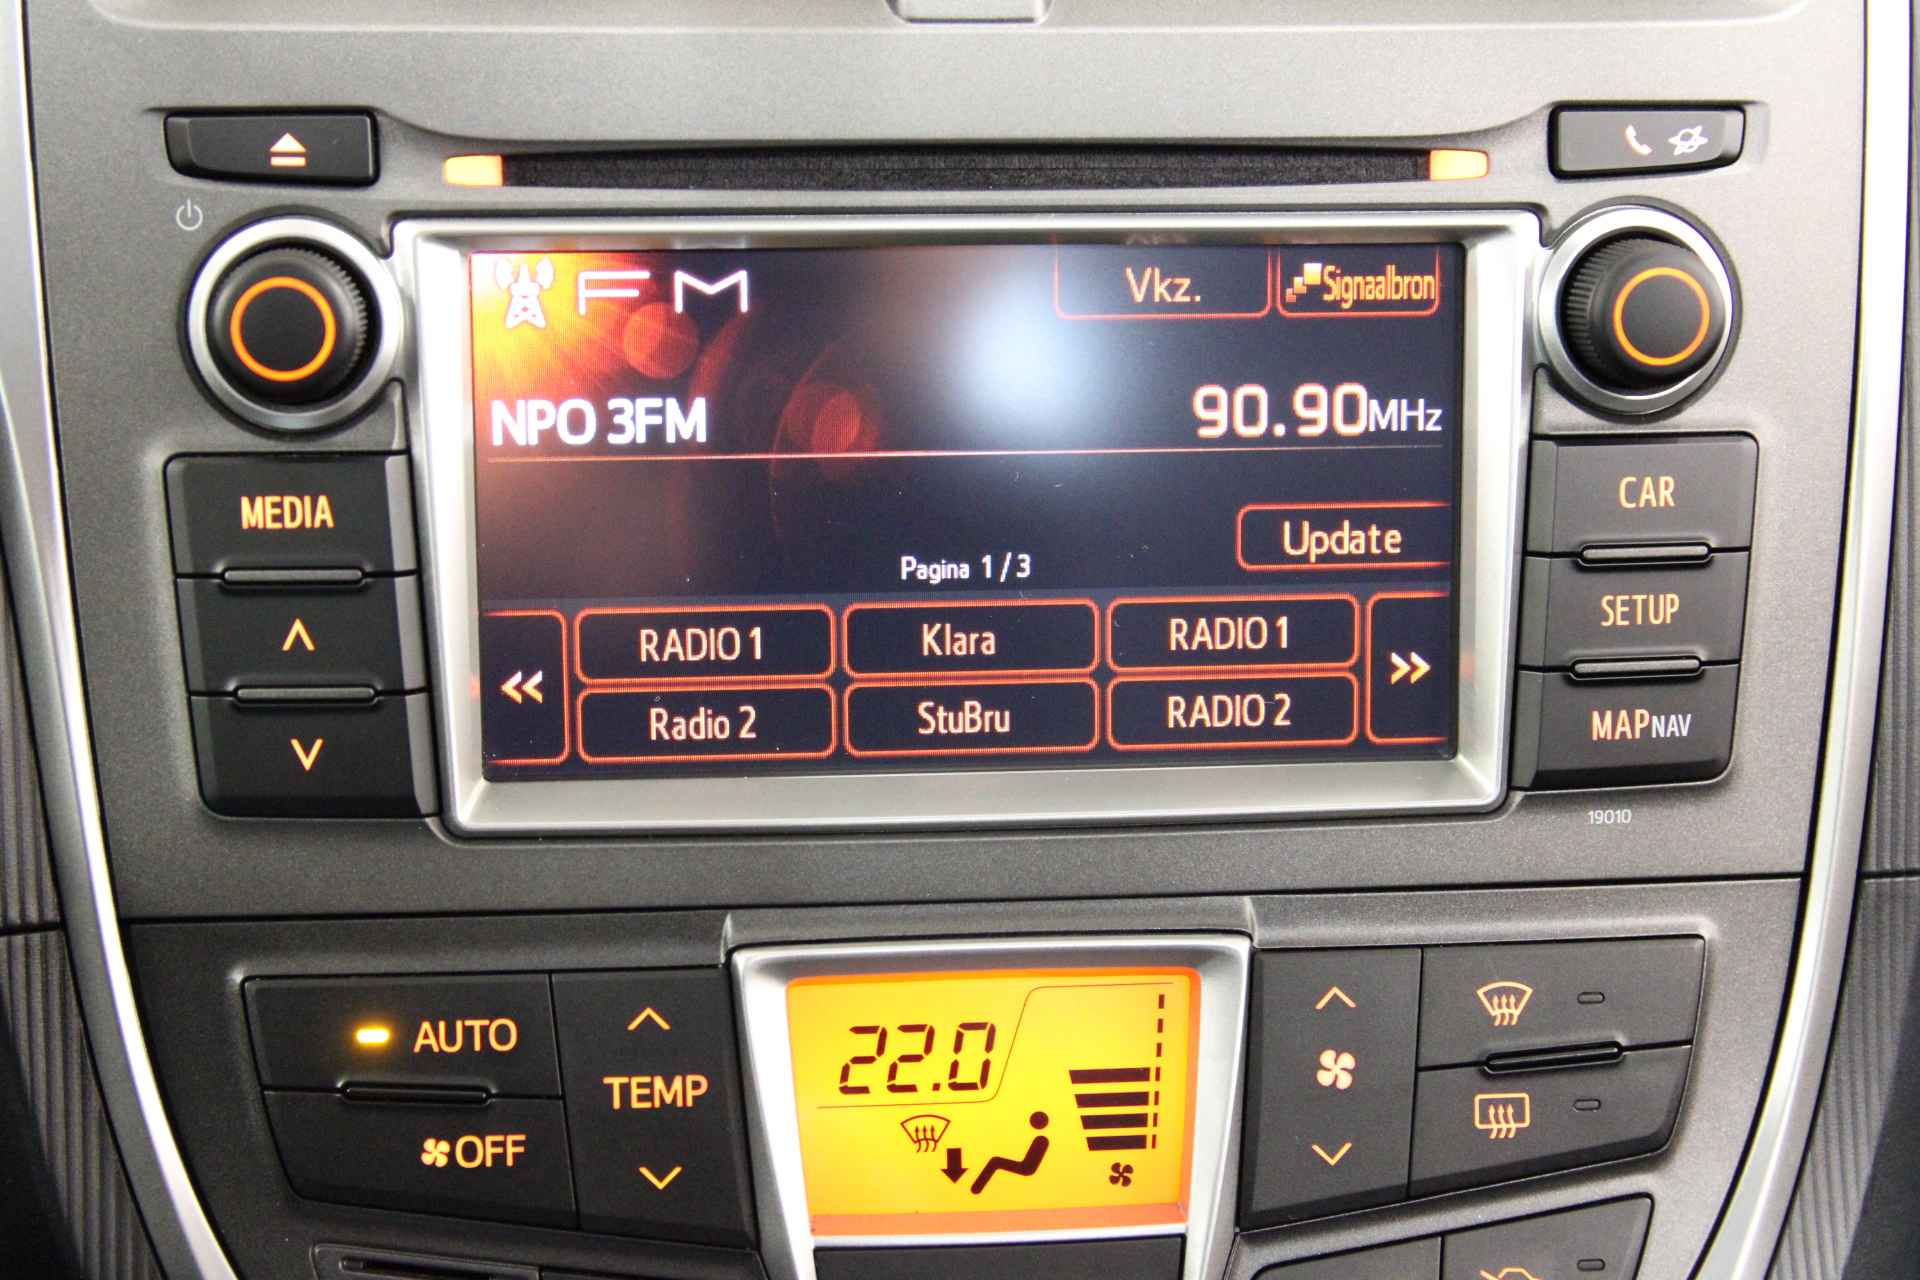 FM
Vkz.
Signaalbron
NPO 3FM
90.90MHz
Update
Pagina 1/3
RADIO 1
Klara
RADIO 1
Radio 2
StuBru
RADIO 2
MEDIA
CAR
SETUP
MAPNAV
19010
AUTO
OFF
TEMP
22.0